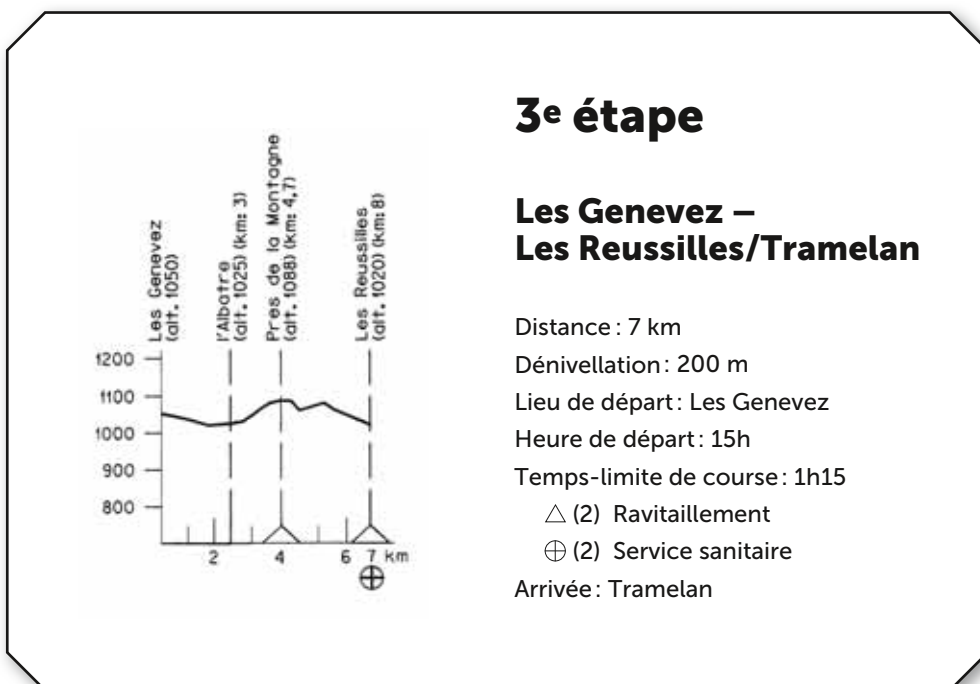 Les Genevez
(alt. 1050)
l'Albatre
(alt. 1025) (km: 3)
Pres de la Montagne
(alt. 1088) (km: 4,7)
Les Reussilles
(alt. 1020) (km: 8)
1200
1100
1000
900
800
2 4 6 7 km
3e étape
Les Genevez –
Les Reussilles/Tramelan
Distance : 7 km
Dénivellation : 200 m
Lieu de départ : Les Genevez
Heure de départ : 15h
Temps-limite de course : 1h15
△ (2) Ravitaillement
⊕ (2) Service sanitaire
Arrivée : Tramelan